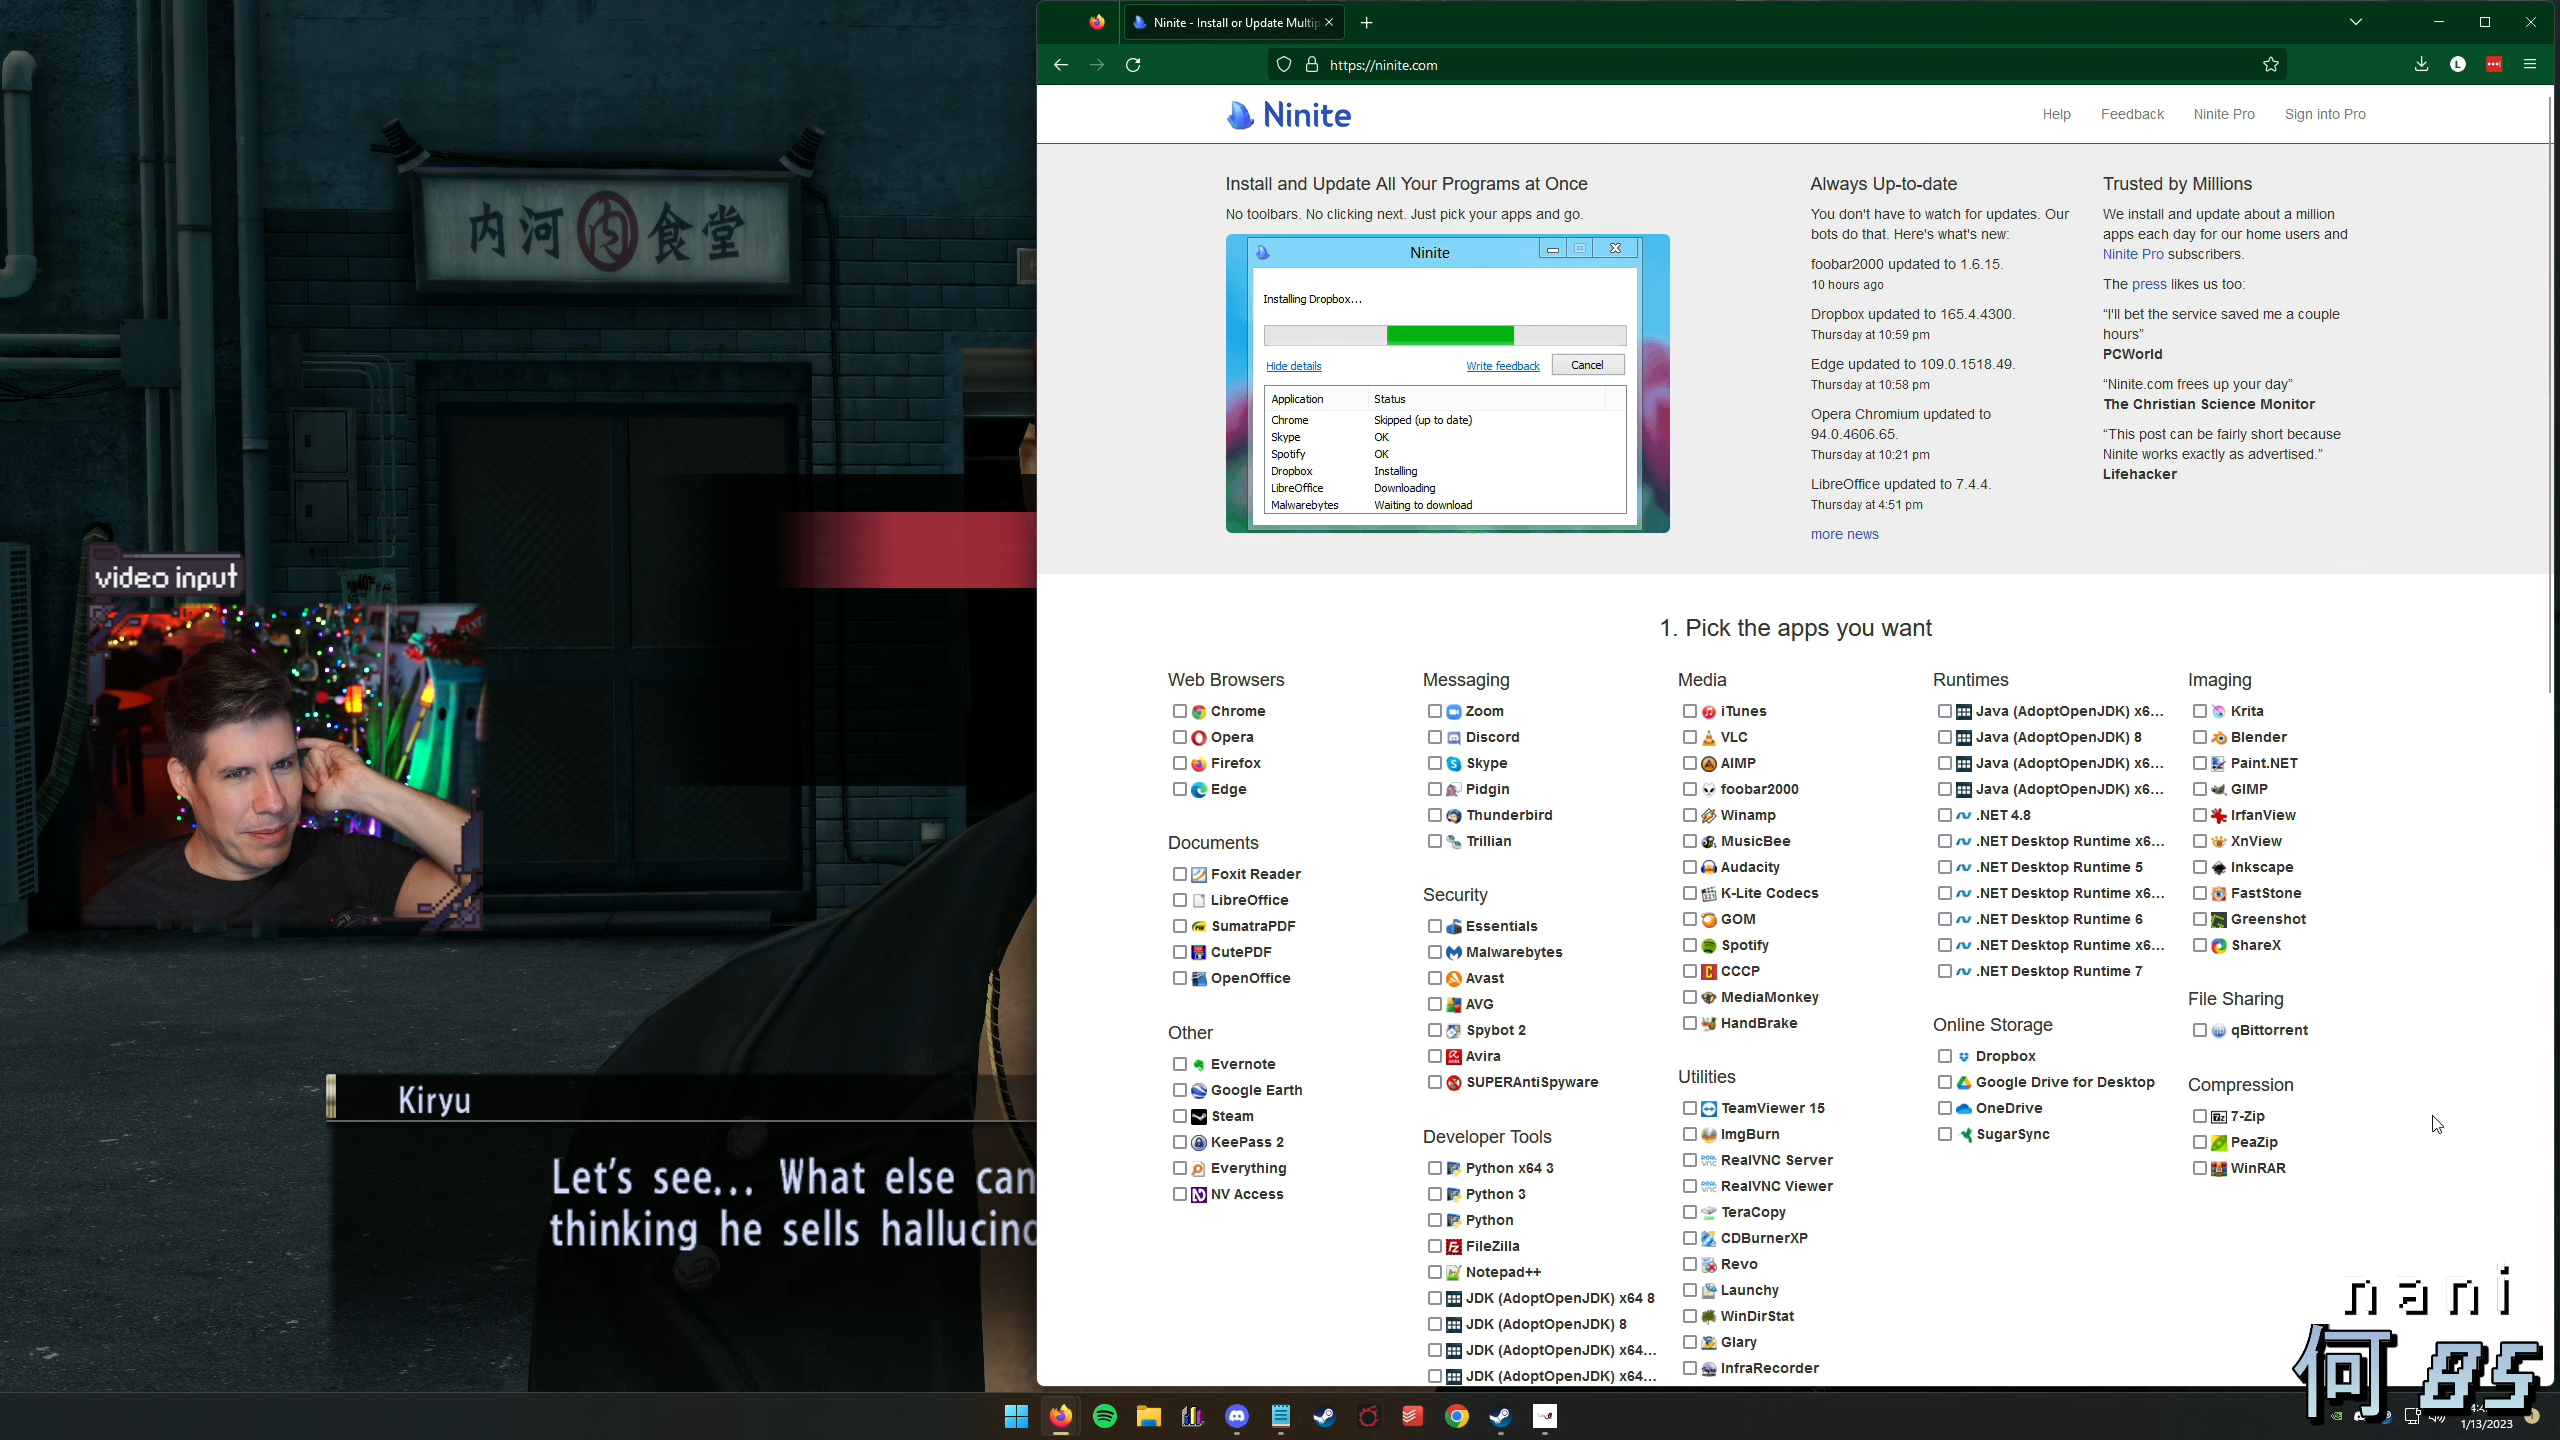 Ninite - Install or Update Multip
https://ninite.com
Ninite
Help
Feedback
Ninite Pro
Sign into Pro
Install and Update All Your Programs at Once
No toolbars. No clicking next. Just pick your apps and go.
Ninite
Installing Dropbox...
Hide details
Write feedback
Cancel
Application Status
Chrome Skipped (up to date)
Skype OK
Spotify OK
Dropbox Installing
LibreOffice Downloading
Malwarebytes Waiting to download
Always Up-to-date
You don't have to watch for updates. Our
bots do that. Here's what's new:
foobar2000 updated to 1.6.15.
10 hours ago
Dropbox updated to 165.4.4300.
Thursday at 10:59 pm
Edge updated to 109.0.1518.49.
Thursday at 10:58 pm
Opera Chromium updated to
94.0.4606.65.
Thursday at 10:21 pm
LibreOffice updated to 7.4.4.
Thursday at 4:51 pm
more news
Trusted by Millions
We install and update about a million
apps each day for our home users and
Ninite Pro subscribers.
The press likes us too:
“I'll bet the service saved me a couple
hours”
PCWorld
“Ninite.com frees up your day”
The Christian Science Monitor
“This post can be fairly short because
Ninite works exactly as advertised.”
Lifehacker
1. Pick the apps you want
Web Browsers
Chrome
Opera
Firefox
Edge
Documents
Foxit Reader
LibreOffice
SumatraPDF
CutePDF
OpenOffice
Other
Evernote
Google Earth
Steam
KeePass 2
Everything
NV Access
Messaging
Zoom
Discord
Skype
Pidgin
Thunderbird
Trillian
Security
Essentials
Malwarebytes
Avast
AVG
Spybot 2
Avira
SUPERAntiSpyware
Developer Tools
Python x64 3
Python 3
Python
FileZilla
Notepad++
JDK (AdoptOpenJDK) x64 8
JDK (AdoptOpenJDK) 8
JDK (AdoptOpenJDK) x64...
JDK (AdoptOpenJDK) x64...
Media
iTunes
VLC
AIMP
foobar2000
Winamp
MusicBee
Audacity
K-Lite Codecs
GOM
Spotify
CCCP
MediaMonkey
HandBrake
Utilities
TeamViewer 15
ImgBurn
RealVNC Server
RealVNC Viewer
TeraCopy
CDBurnerXP
Revo
Launchy
WinDirStat
Glary
InfraRecorder
Runtimes
Java (AdoptOpenJDK) x6...
Java (AdoptOpenJDK) 8
Java (AdoptOpenJDK) x6...
Java (AdoptOpenJDK) x6...
.NET 4.8
.NET Desktop Runtime x6...
.NET Desktop Runtime 5
.NET Desktop Runtime x6...
.NET Desktop Runtime 6
.NET Desktop Runtime x6...
.NET Desktop Runtime 7
Online Storage
Dropbox
Google Drive for Desktop
OneDrive
SugarSync
Imaging
Krita
Blender
Paint.NET
GIMP
IrfanView
XnView
Inkscape
FastStone
Greenshot
ShareX
File Sharing
qBittorrent
Compression
7-Zip
PeaZip
WinRAR
内河 肉 食堂
video input
Kiryu
Let's see... What else can
thinking he sells hallucino
nani
何 85
1/13/2023